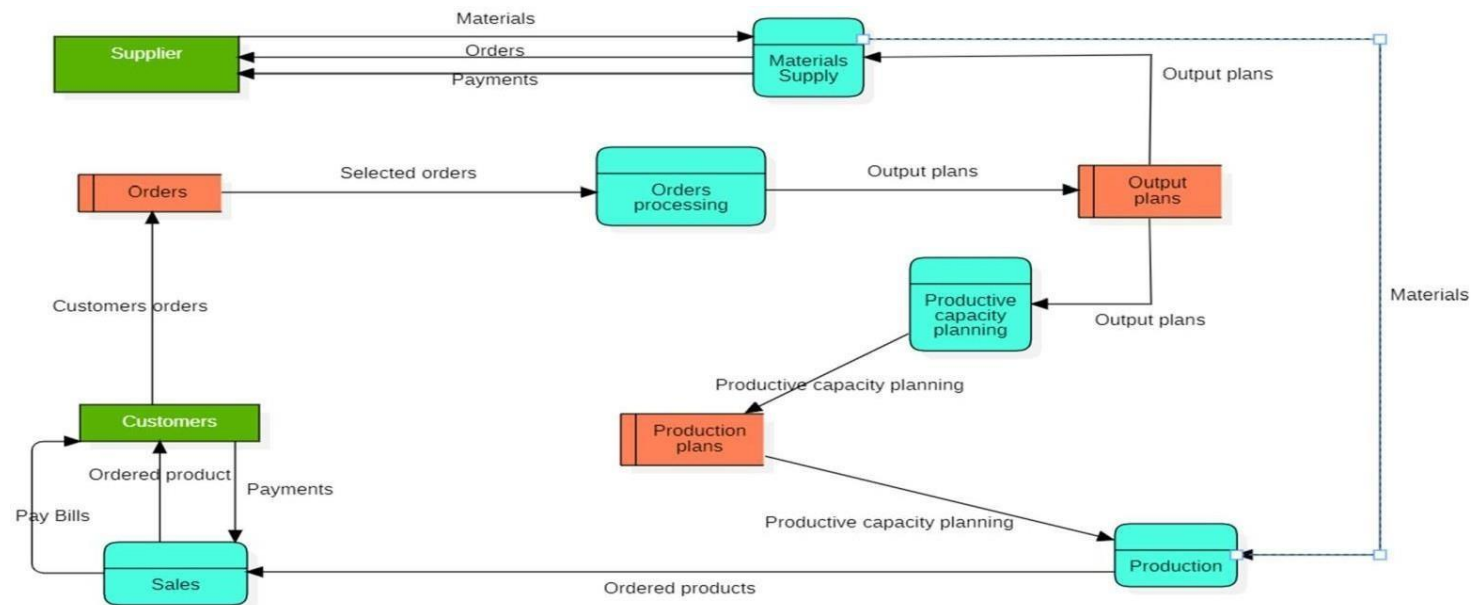 Materials
Supplier
Orders
Materials
Supply
Payments
Output plans
Orders
Selected orders
Orders
processing
Output plans
Output
plans
Customers orders
Productive
capacity
planning
Output plans
Materials
Productive capacity planning
Customers
Production
plans
Ordered product
Payments
Pay Bills
Productive capacity planning
Production
Sales
Ordered products